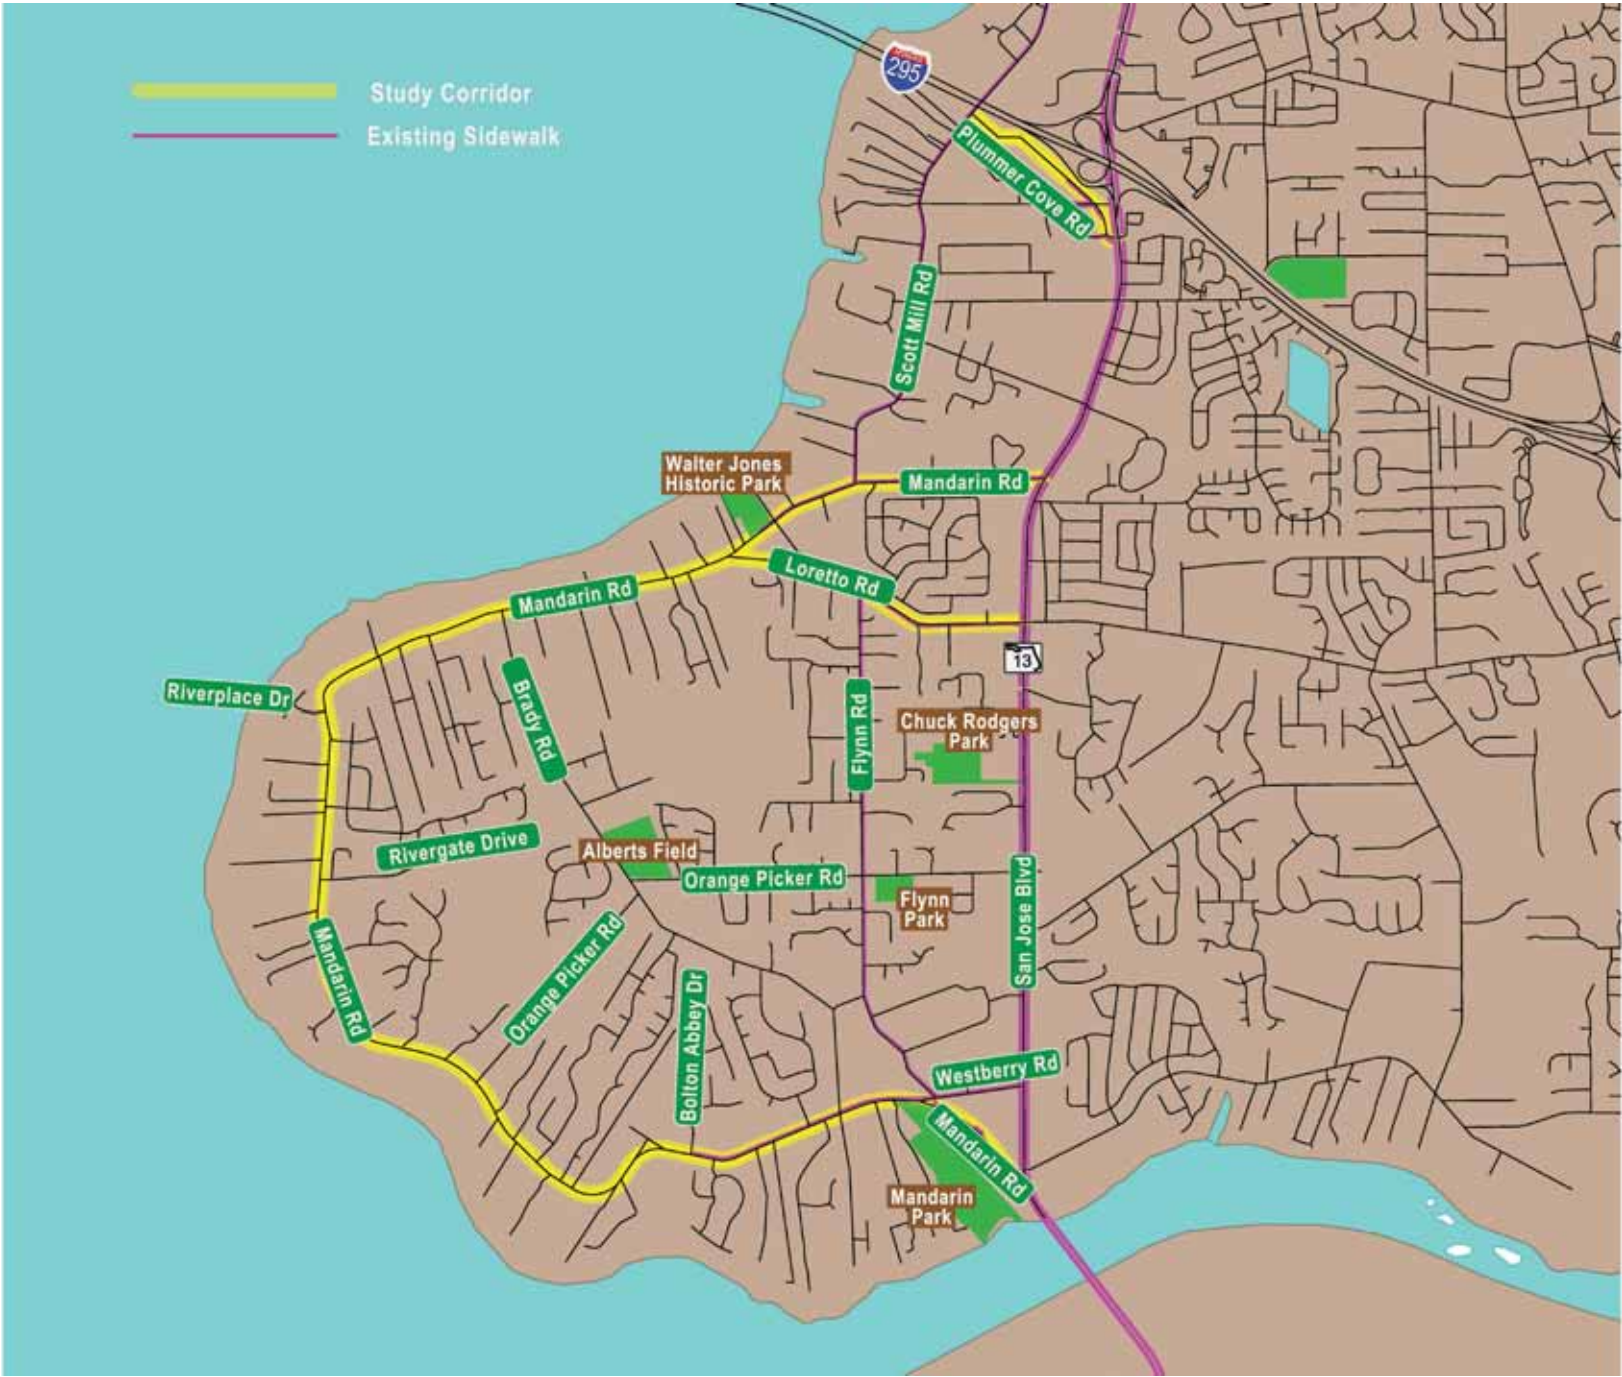 INTERSTATE
295
Study Corridor
Existing Sidewalk
Plummer Cove Rd
Scott Mill Rd
Walter Jones
Historic Park
Mandarin Rd
Loretto Rd
Mandarin Rd
13
Riverplace Dr
Brady Rd
Flynn Rd
Chuck Rodgers
Park
Rivergate Drive
Alberts Field
Orange Picker Rd
Flynn
Park
San Jose Blvd
Mandarin Rd
Orange Picker Rd
Bolton Abbey Dr
Westberry Rd
Mandarin Rd
Mandarin
Park